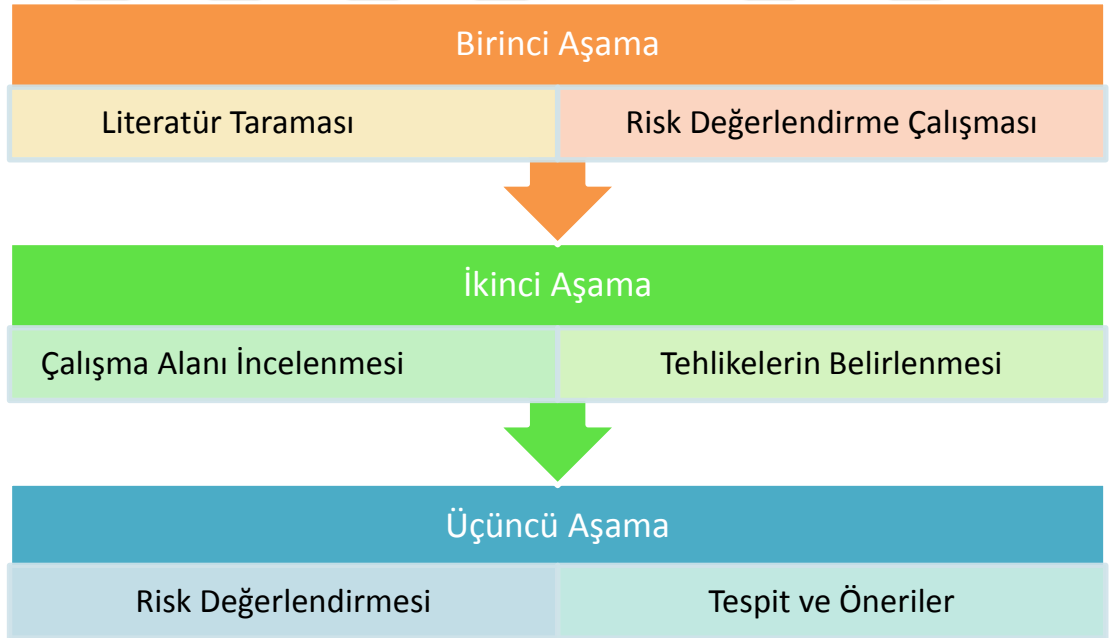 Birinci Aşama
Literatür Taraması
Risk Değerlendirme Çalışması
İkinci Aşama
Çalışma Alanı İncelenmesi
Tehlikelerin Belirlenmesi
Üçüncü Aşama
Risk Değerlendirmesi
Tespit ve Öneriler